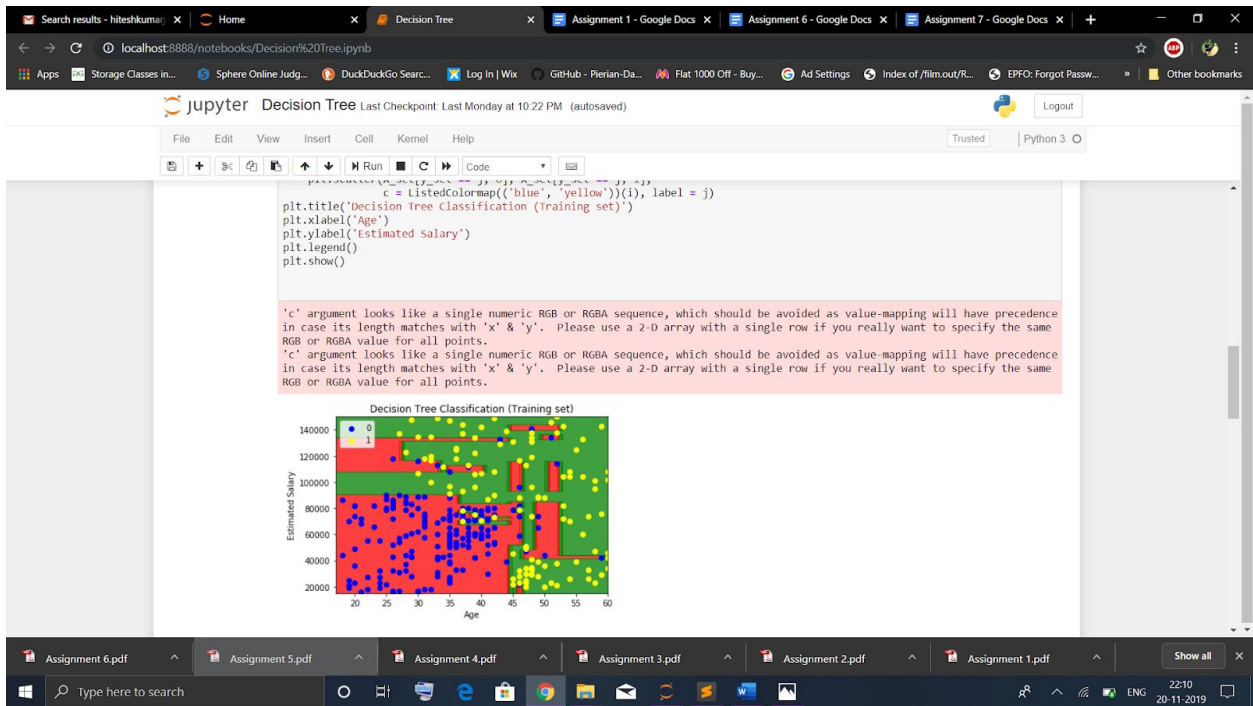 Search results - hiteshkumarj
Home
Decision Tree
Assignment 1 - Google Docs
Assignment 6 - Google Docs
Assignment 7 - Google Docs
localhost:8888/notebooks/Decision%20Tree.ipynb
ABP
Apps
Storage Classes in...
Sphere Online Judg...
DuckDuckGo Searc...
Log In | Wix
GitHub - Pierian-Da...
Flat 1000 Off - Buy...
Ad Settings
Index of /film.out/R...
EPFO: Forgot Passw...
»
Other bookmarks
jupyter Decision Tree Last Checkpoint: Last Monday at 10:22 PM (autosaved)
Logout
File Edit View Insert Cell Kernel Help
Trusted
Python 3
Run
Code
plt.scatter(X_set[y_set == j, 0], X_set[y_set == j, 1],
c = ListedColormap(('blue', 'yellow'))(i), label = j)
plt.title('Decision Tree Classification (Training set)')
plt.xlabel('Age')
plt.ylabel('Estimated Salary')
plt.legend()
plt.show()
'c' argument looks like a single numeric RGB or RGBA sequence, which should be avoided as value-mapping will have precedence
in case its length matches with 'x' & 'y'.  Please use a 2-D array with a single row if you really want to specify the same
RGB or RGBA value for all points.
'c' argument looks like a single numeric RGB or RGBA sequence, which should be avoided as value-mapping will have precedence
in case its length matches with 'x' & 'y'.  Please use a 2-D array with a single row if you really want to specify the same
RGB or RGBA value for all points.
Decision Tree Classification (Training set)
0
1
Estimated Salary
140000
120000
100000
80000
60000
40000
20000
20 25 30 35 40 45 50 55 60
Age
Assignment 6.pdf
Assignment 5.pdf
Assignment 4.pdf
Assignment 3.pdf
Assignment 2.pdf
Assignment 1.pdf
Show all
Type here to search
ENG
22:10
20-11-2019